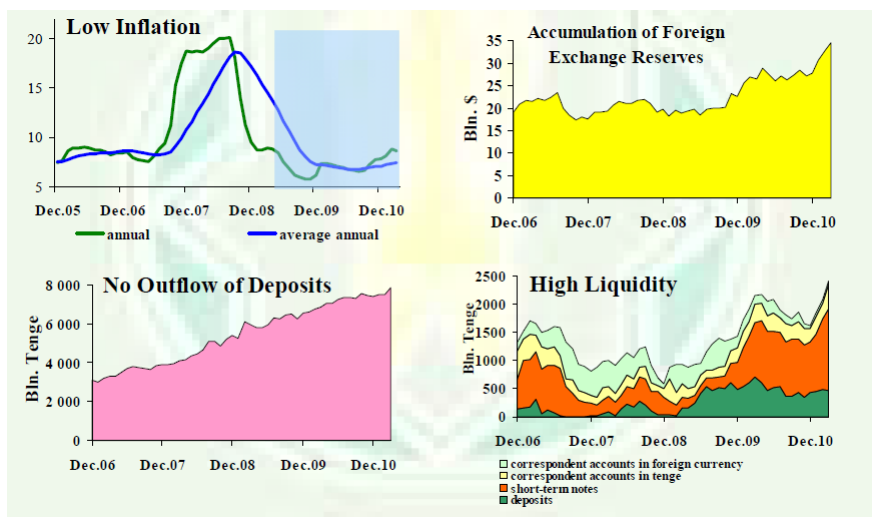 Low Inflation
20
15
10
5
Dec.05 Dec.06 Dec.07 Dec.08 Dec.09 Dec.10
annual average annual
Accumulation of Foreign
Exchange Reserves
Bln. $
35
30
25
20
15
10
5
0
Dec.06 Dec.07 Dec.08 Dec.09 Dec.10
No Outflow of Deposits
Bln. Tenge
8 000
6 000
4 000
2 000
0
Dec.06 Dec.07 Dec.08 Dec.09 Dec.10
High Liquidity
Bln. Tenge
2500
2000
1500
1000
500
0
Dec.06 Dec.07 Dec.08 Dec.09 Dec.10
correspondent accounts in foreign currency
correspondent accounts in tenge
short-term notes
deposits